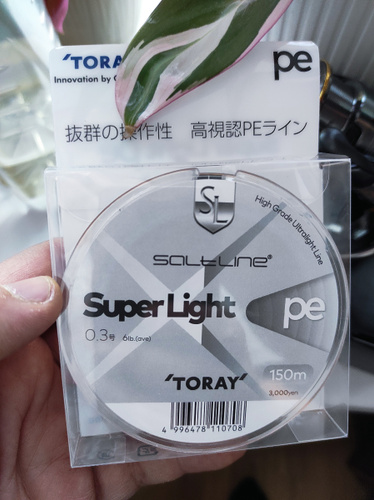 'TORAY
Innovation by
pe
抜群の操作性 高視認PEライン
SL
High Grade Ultralight Line
SALTLINE®
Super Light
pe
0.3号 6lb.(ave)
'TORAY'
150m
3,000yen
4 996478 110708